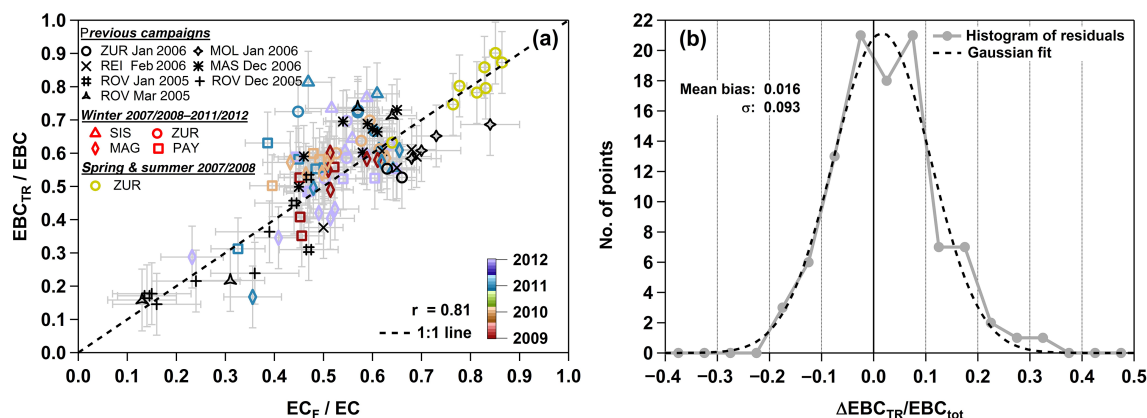 (a)
Previous campaigns
ZUR Jan 2006 MOL Jan 2006
REI Feb 2006 MAS Dec 2006
ROV Jan 2005 ROV Dec 2005
ROV Mar 2005
Winter 2007/2008–2011/2012
SIS ZUR
MAG PAY
Spring & summer 2007/2008
ZUR
r = 0.81
1:1 line
2012
2011
2010
2009
1.0
0.9
0.8
0.7
0.6
0.5
0.4
0.3
0.2
0.1
0.0
EBC_TR / EBC
0.0 0.1 0.2 0.3 0.4 0.5 0.6 0.7 0.8 0.9 1.0
EC_F / EC
(b)
Histogram of residuals
Gaussian fit
Mean bias: 0.016
σ: 0.093
22
20
18
16
14
12
10
8
6
4
2
0
No. of points
−0.4 −0.3 −0.2 −0.1 0.0 0.1 0.2 0.3 0.4 0.5
ΔEBC_TR/EBC_tot